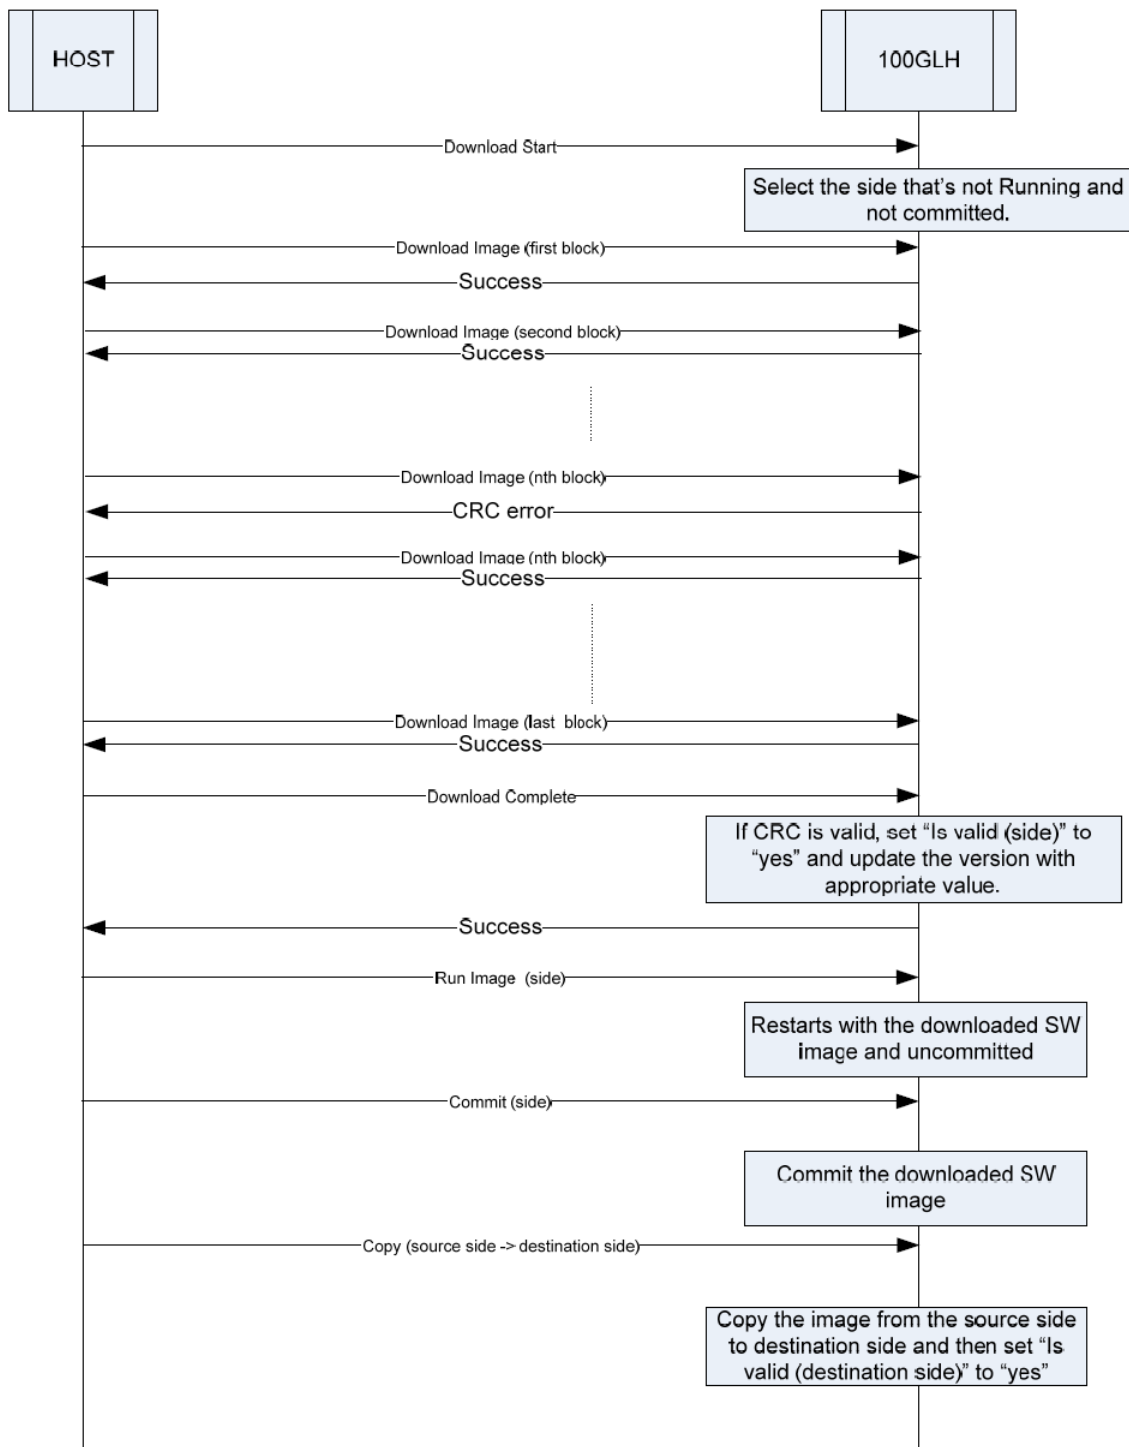 HOST
100GLH
Download Start
Select the side that's Not Running and
not committed.
Download Image (first block)
Success
Download Image (second block)
Success
Download Image (nth block)
CRC error
Download Image (nth block)
Success
Download Image (last block)
Success
Download Complete
If CRC is valid, set “Is valid (side)” to
“yes” and update the version with
appropriate value.
Success
Run Image (side)
Restarts with the downloaded SW
image and uncommitted
Commit (side)
Commit the downloaded SW
image
Copy (source side -> destination side)
Copy the image from the source side
to destination side and then set “Is
valid (destination side)” to “yes”